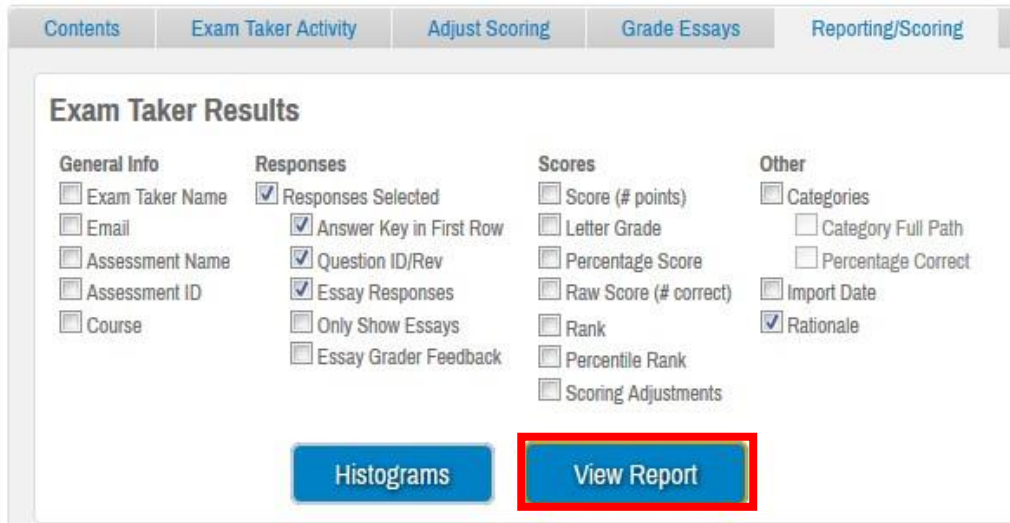 Contents Exam Taker Activity Adjust Scoring Grade Essays Reporting/Scoring
Exam Taker Results
General Info
Exam Taker Name
Email
Assessment Name
Assessment ID
Course
Responses
Responses Selected
Answer Key in First Row
Question ID/Rev
Essay Responses
Only Show Essays
Essay Grader Feedback
Scores
Score (# points)
Letter Grade
Percentage Score
Raw Score (# correct)
Rank
Percentile Rank
Scoring Adjustments
Other
Categories
Category Full Path
Percentage Correct
Import Date
Rationale
Histograms View Report